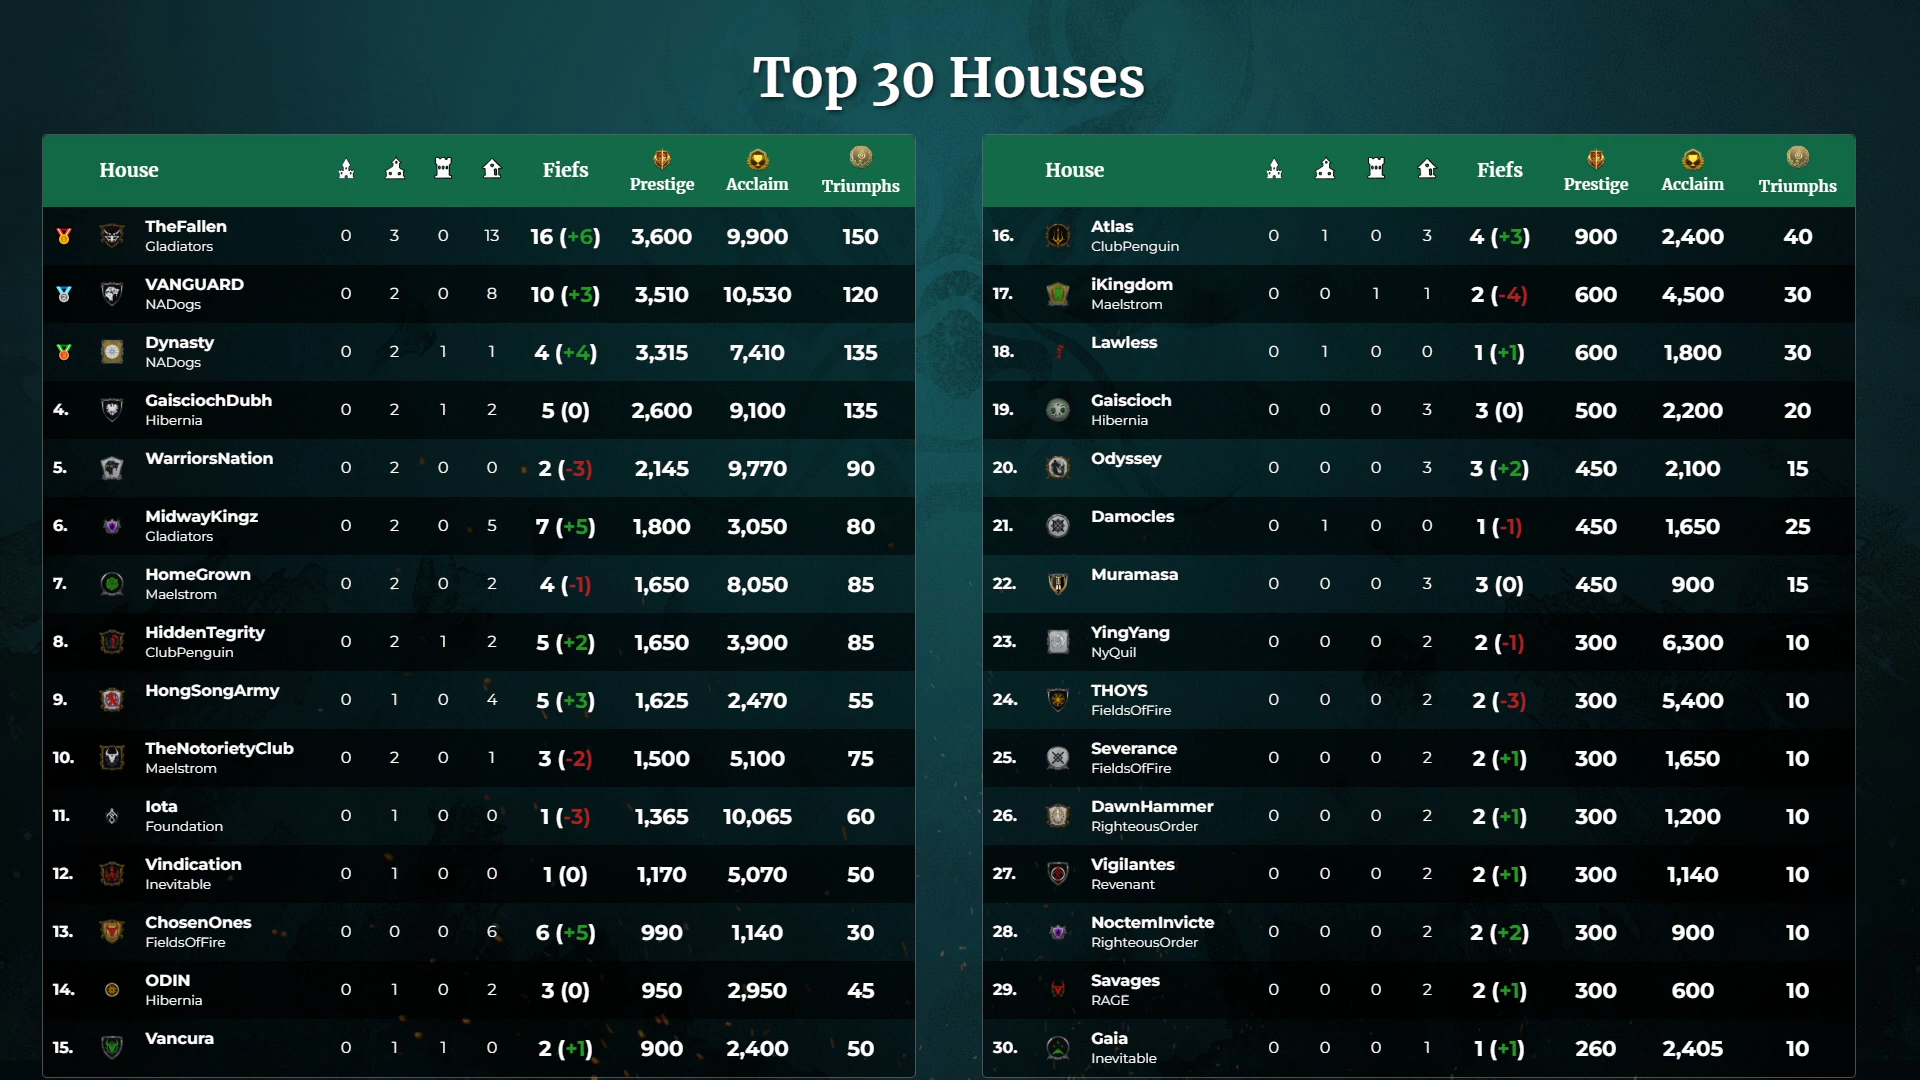 Top 30 Houses
House Fiefs Prestige Acclaim Triumphs
TheFallen 0 3 0 13 16 (+6) 3,600 9,900 150
Gladiators
VANGUARD 0 2 0 8 10 (+3) 3,510 10,530 120
NADogs
Dynasty 0 2 1 1 4 (+4) 3,315 7,410 135
NADogs
4. GaisciochDubh 0 2 1 2 5 (0) 2,600 9,100 135
Hibernia
5. WarriorsNation 0 2 0 0 2 (-3) 2,145 9,770 90
6. MidwayKingz 0 2 0 5 7 (+5) 1,800 3,050 80
Gladiators
7. HomeGrown 0 2 0 2 4 (-1) 1,650 8,050 85
Maelstrom
8. HiddenTegrity 0 2 1 2 5 (+2) 1,650 3,900 85
ClubPenguin
9. HongSongArmy 0 1 0 4 5 (+3) 1,625 2,470 55
10. TheNotorietyClub 0 2 0 1 3 (-2) 1,500 5,100 75
Maelstrom
11. Iota 0 1 0 0 1 (-3) 1,365 10,065 60
Foundation
12. Vindication 0 1 0 0 1 (0) 1,170 5,070 50
Inevitable
13. ChosenOnes 0 0 0 6 6 (+5) 990 1,140 30
FieldsOfFire
14. ODIN 0 1 0 2 3 (0) 950 2,950 45
Hibernia
15. Vancura 0 1 1 0 2 (+1) 900 2,400 50
House Fiefs Prestige Acclaim Triumphs
16. Atlas 0 1 0 3 4 (+3) 900 2,400 40
ClubPenguin
17. iKingdom 0 0 1 1 2 (-4) 600 4,500 30
Maelstrom
18. Lawless 0 1 0 0 1 (+1) 600 1,800 30
19. Gaiscioch 0 0 0 3 3 (0) 500 2,200 20
Hibernia
20. Odyssey 0 0 0 3 3 (+2) 450 2,100 15
21. Damocles 0 1 0 0 1 (-1) 450 1,650 25
22. Muramasa 0 0 0 3 3 (0) 450 900 15
23. YingYang 0 0 0 2 2 (-1) 300 6,300 10
NyQuil
24. THOYS 0 0 0 2 2 (-3) 300 5,400 10
FieldsOfFire
25. Severance 0 0 0 2 2 (+1) 300 1,650 10
FieldsOfFire
26. DawnHammer 0 0 0 2 2 (+1) 300 1,200 10
RighteousOrder
27. Vigilantes 0 0 0 2 2 (+1) 300 1,140 10
Revenant
28. NoctemInvicte 0 0 0 2 2 (+2) 300 900 10
RighteousOrder
29. Savages 0 0 0 2 2 (+1) 300 600 10
RAGE
30. Gaia 0 0 0 1 1 (+1) 260 2,405 10
Inevitable